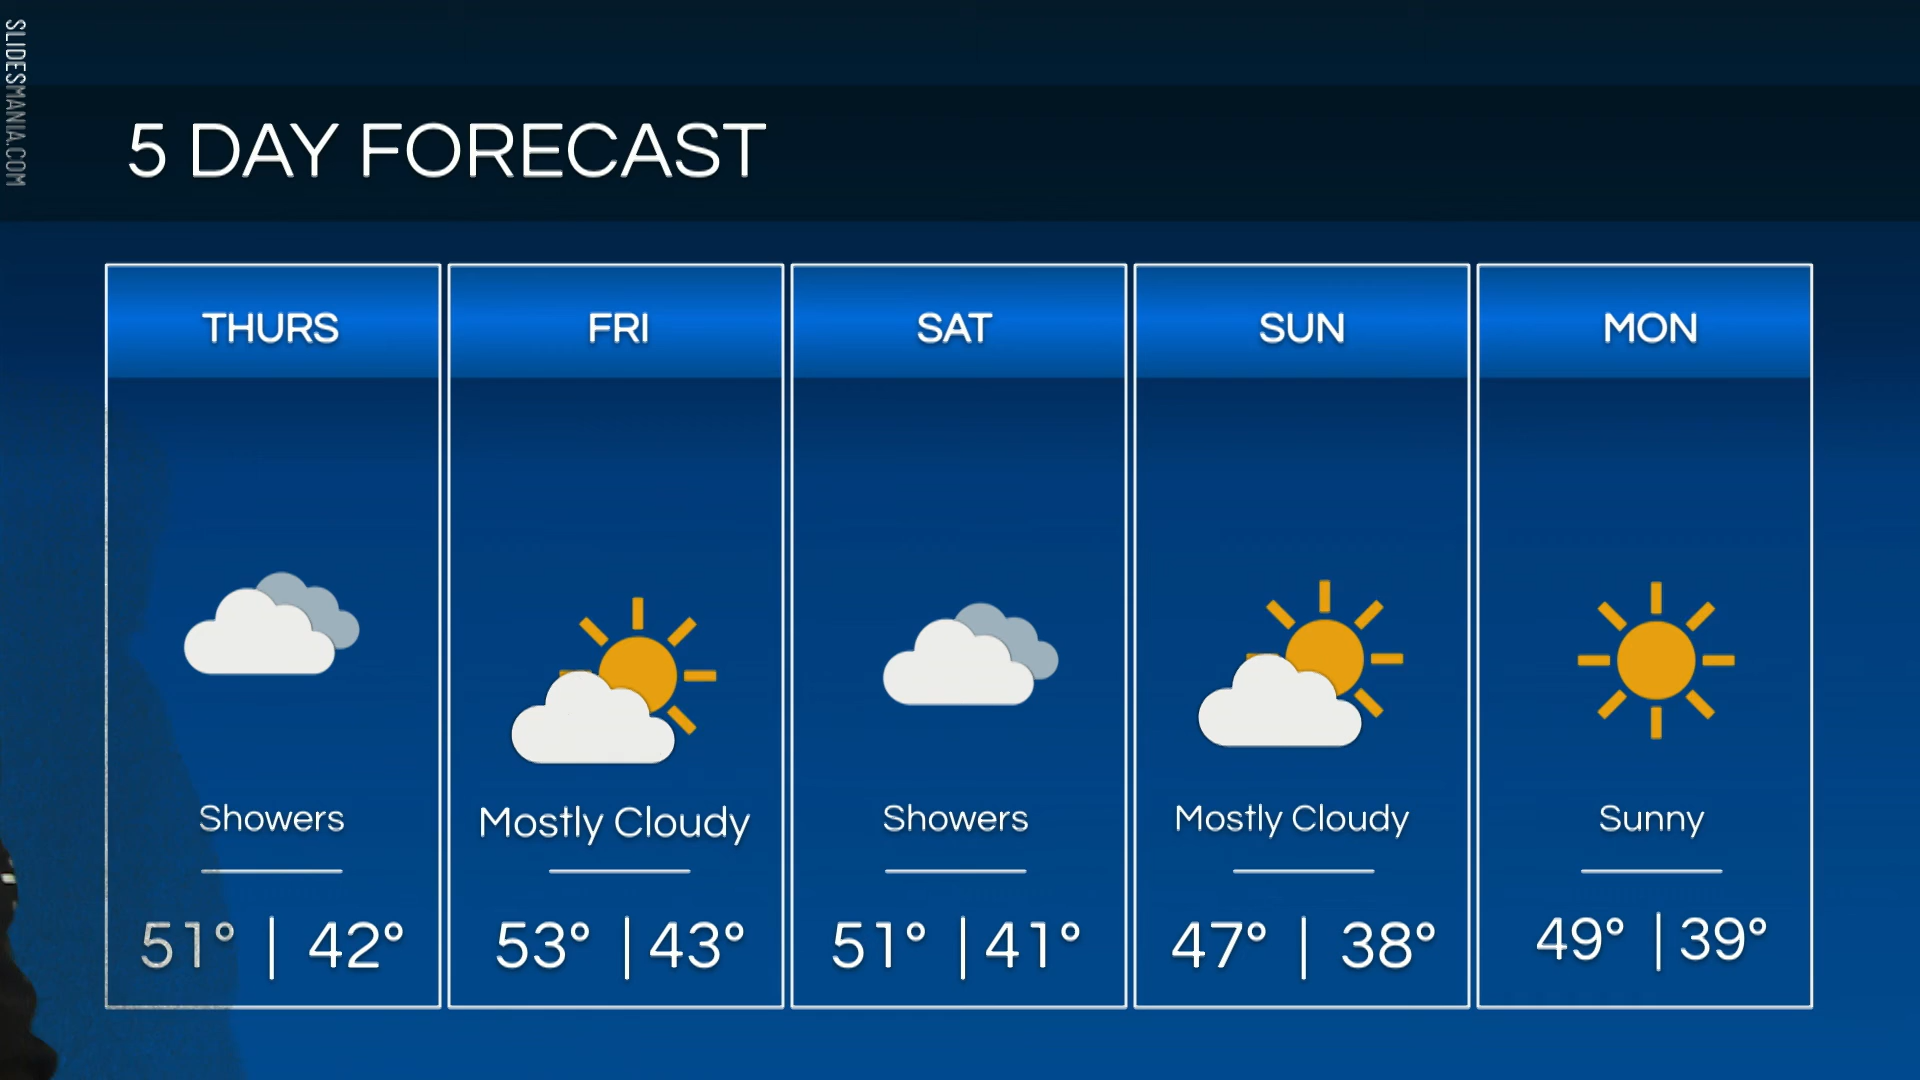 SLIDESMANIA.COM
5 DAY FORECAST
THURS
Showers
51° | 42°
FRI
Mostly Cloudy
53° | 43°
SAT
Showers
51° | 41°
SUN
Mostly Cloudy
47° | 38°
MON
Sunny
49° | 39°